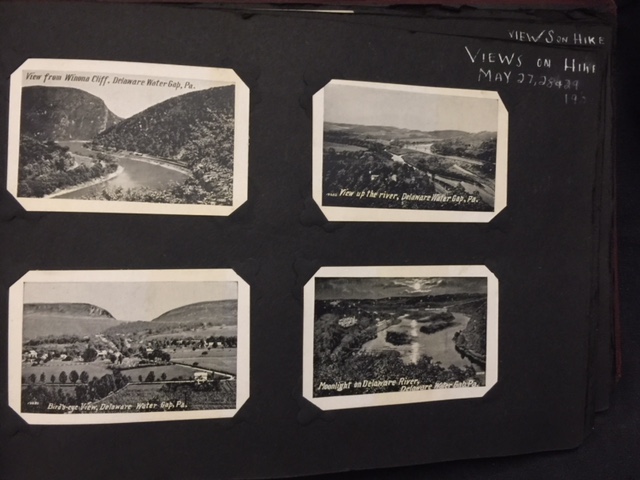 VIEWS ON HIKE
VIEWS ON HIKE
MAY 27, 28 & 29
View from Winona Cliff, Delaware Water Gap, Pa.
View up the river, Delaware Water Gap, Pa.
Bird's-eye View, Delaware Water Gap, Pa.
Moonlight on Delaware River,
Delaware Water Gap, Pa.